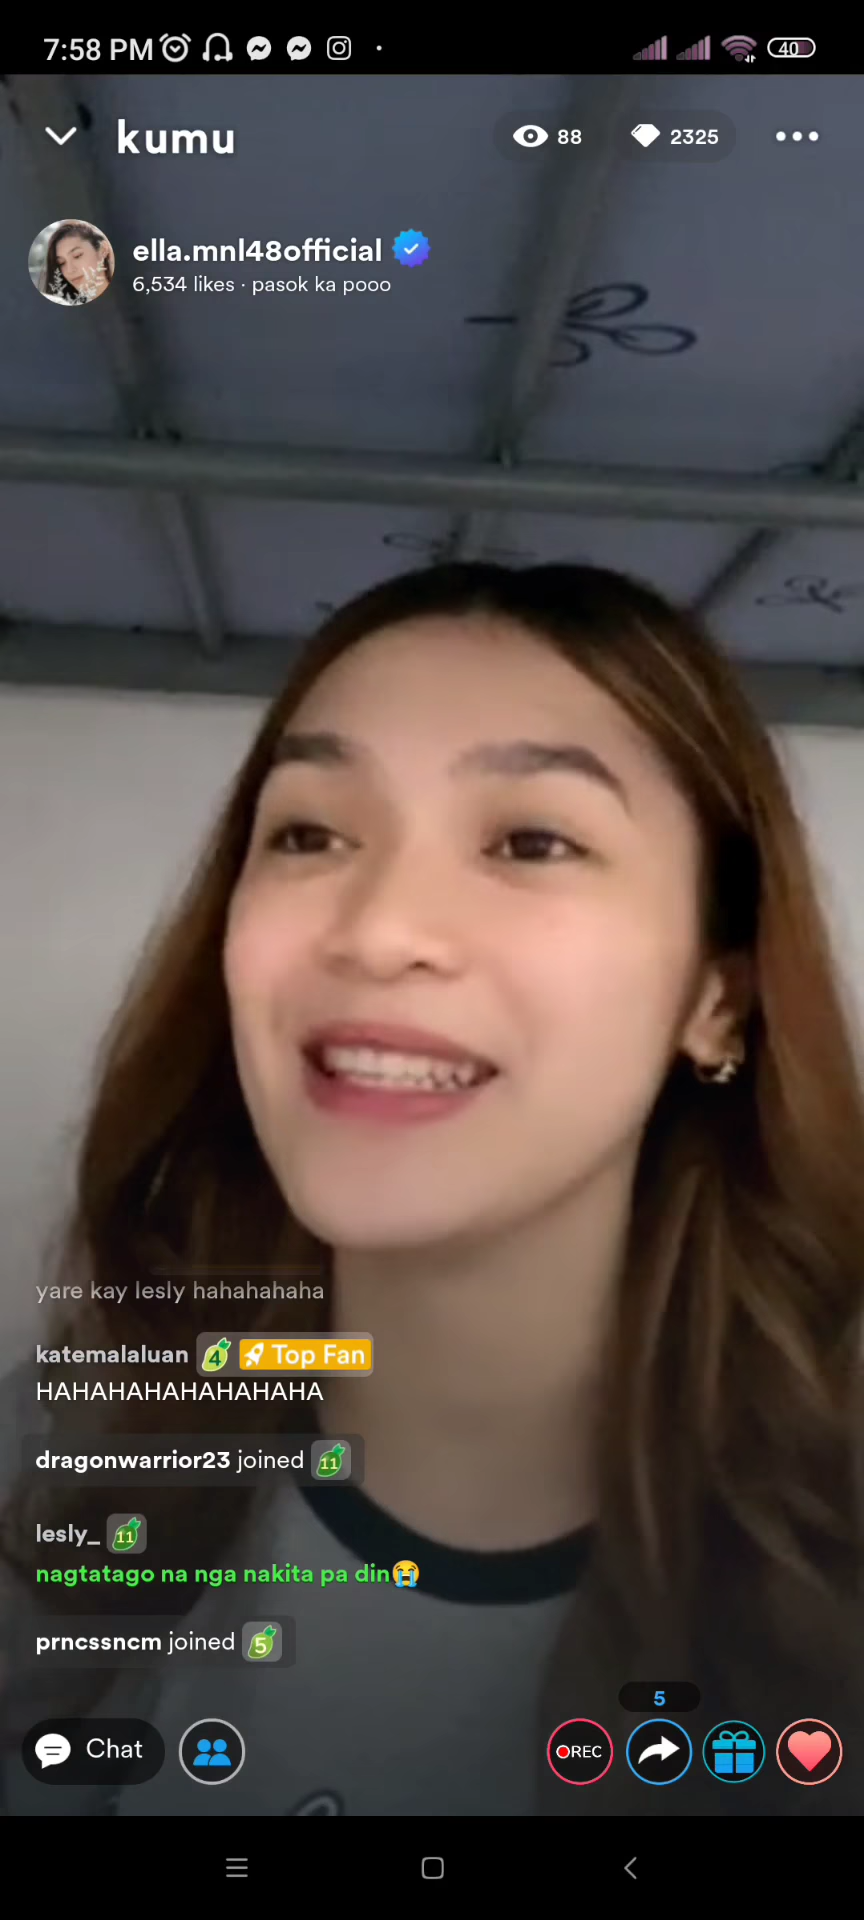 7:58 PM
40
kumu
88
2325
ella.mnl48official
6,534 likes · pasok ka pooo
yare kay lesly hahahahaha
katemalaluan 4 Top Fan
HAHAHAHAHAHAHAHA
dragonwarrior23 joined 11
lesly_ 11
nagtatago na nga nakita pa din😭
prncssncm joined 5
5
Chat
REC